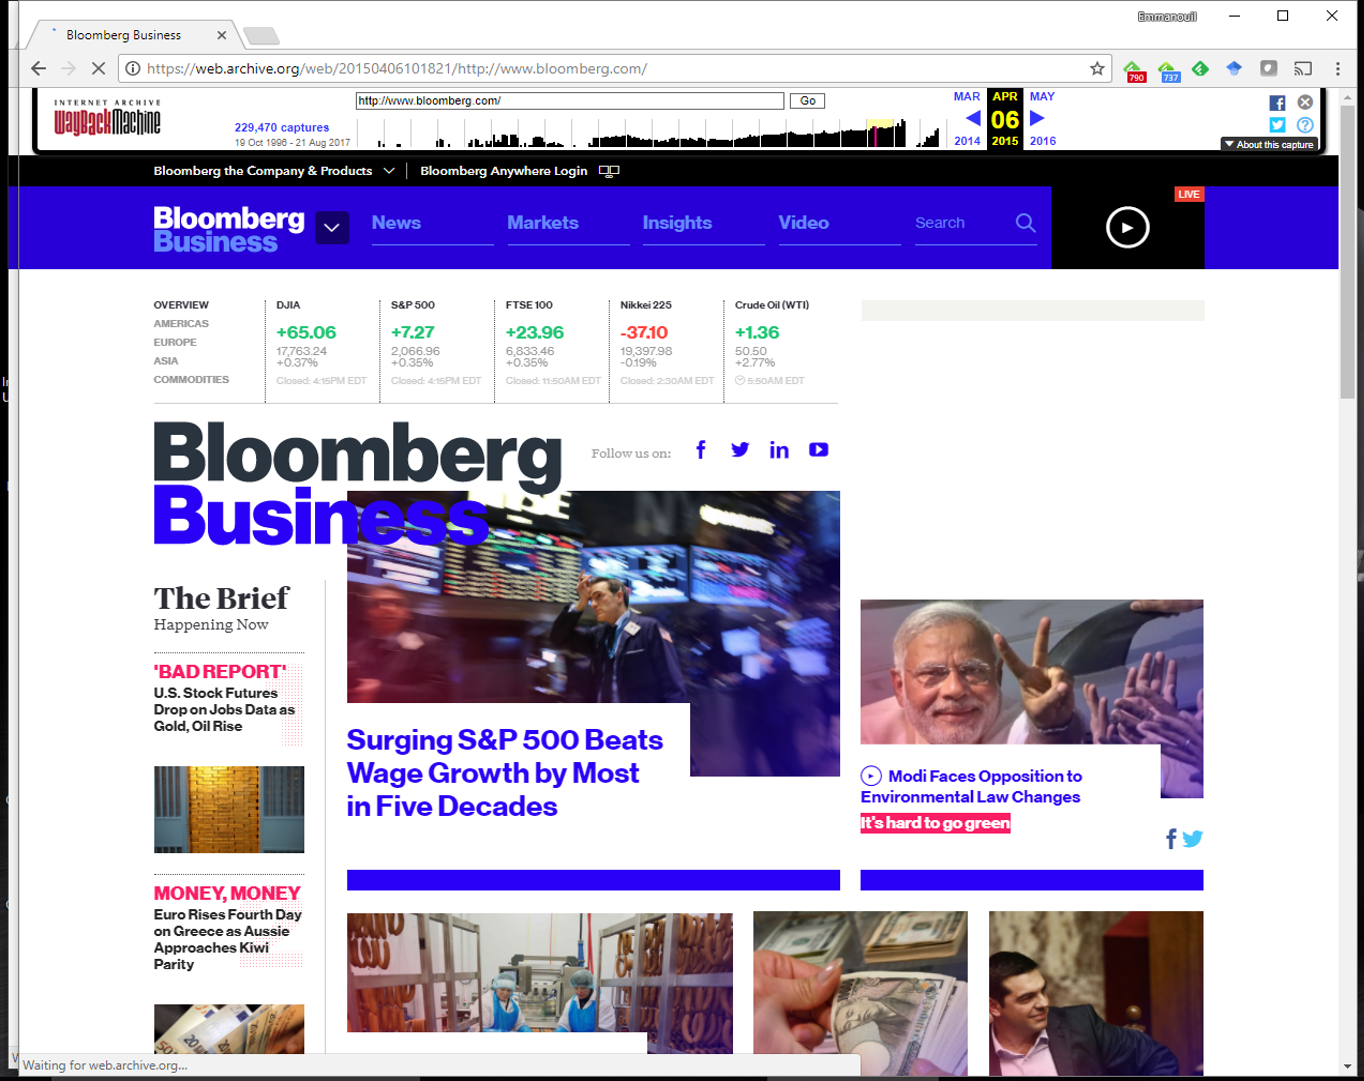 Emmanouil
Bloomberg Business
https://web.archive.org/web/20150406101821/http://www.bloomberg.com/
790
737
INTERNET ARCHIVE
WayBackMachine
http://www.bloomberg.com/
Go
229,470 captures
19 Oct 1996 - 21 Aug 2017
MAR
APR
MAY
06
2014
2015
2016
About this capture
Bloomberg the Company & Products
Bloomberg Anywhere Login
Bloomberg
Business
News
Markets
Insights
Video
Search
LIVE
OVERVIEW
AMERICAS
EUROPE
ASIA
COMMODITIES
DJIA
+65.06
17,763.24
+0.37%
Closed: 4:15PM EDT
S&P 500
+7.27
2,066.96
+0.35%
Closed: 4:15PM EDT
FTSE 100
+23.96
6,833.46
+0.35%
Closed: 11:50AM EDT
Nikkei 225
-37.10
19,397.98
-0.19%
Closed: 2:30AM EDT
Crude Oil (WTI)
+1.36
50.50
+2.77%
5:50AM EDT
Bloomberg
Business
Follow us on:
The Brief
Happening Now
'BAD REPORT'
U.S. Stock Futures
Drop on Jobs Data as
Gold, Oil Rise
MONEY, MONEY
Euro Rises Fourth Day
on Greece as Aussie
Approaches Kiwi
Parity
Surging S&P 500 Beats
Wage Growth by Most
in Five Decades
Modi Faces Opposition to
Environmental Law Changes
It's hard to go green
Waiting for web.archive.org...